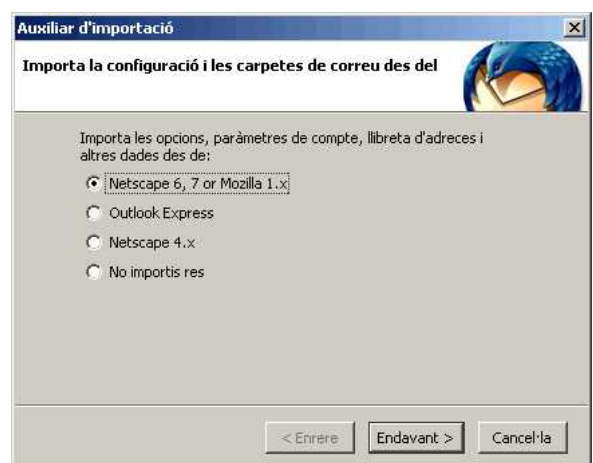 Auxiliar d'importació
Importa la configuració i les carpetes de correu des del
Importa les opcions, paràmetres de compte, llibreta d'adreces i
altres dades des de:
Netscape 6, 7 or Mozilla 1.x
Outlook Express
Netscape 4.x
No importis res
< Enrere Endavant > Cancel·la